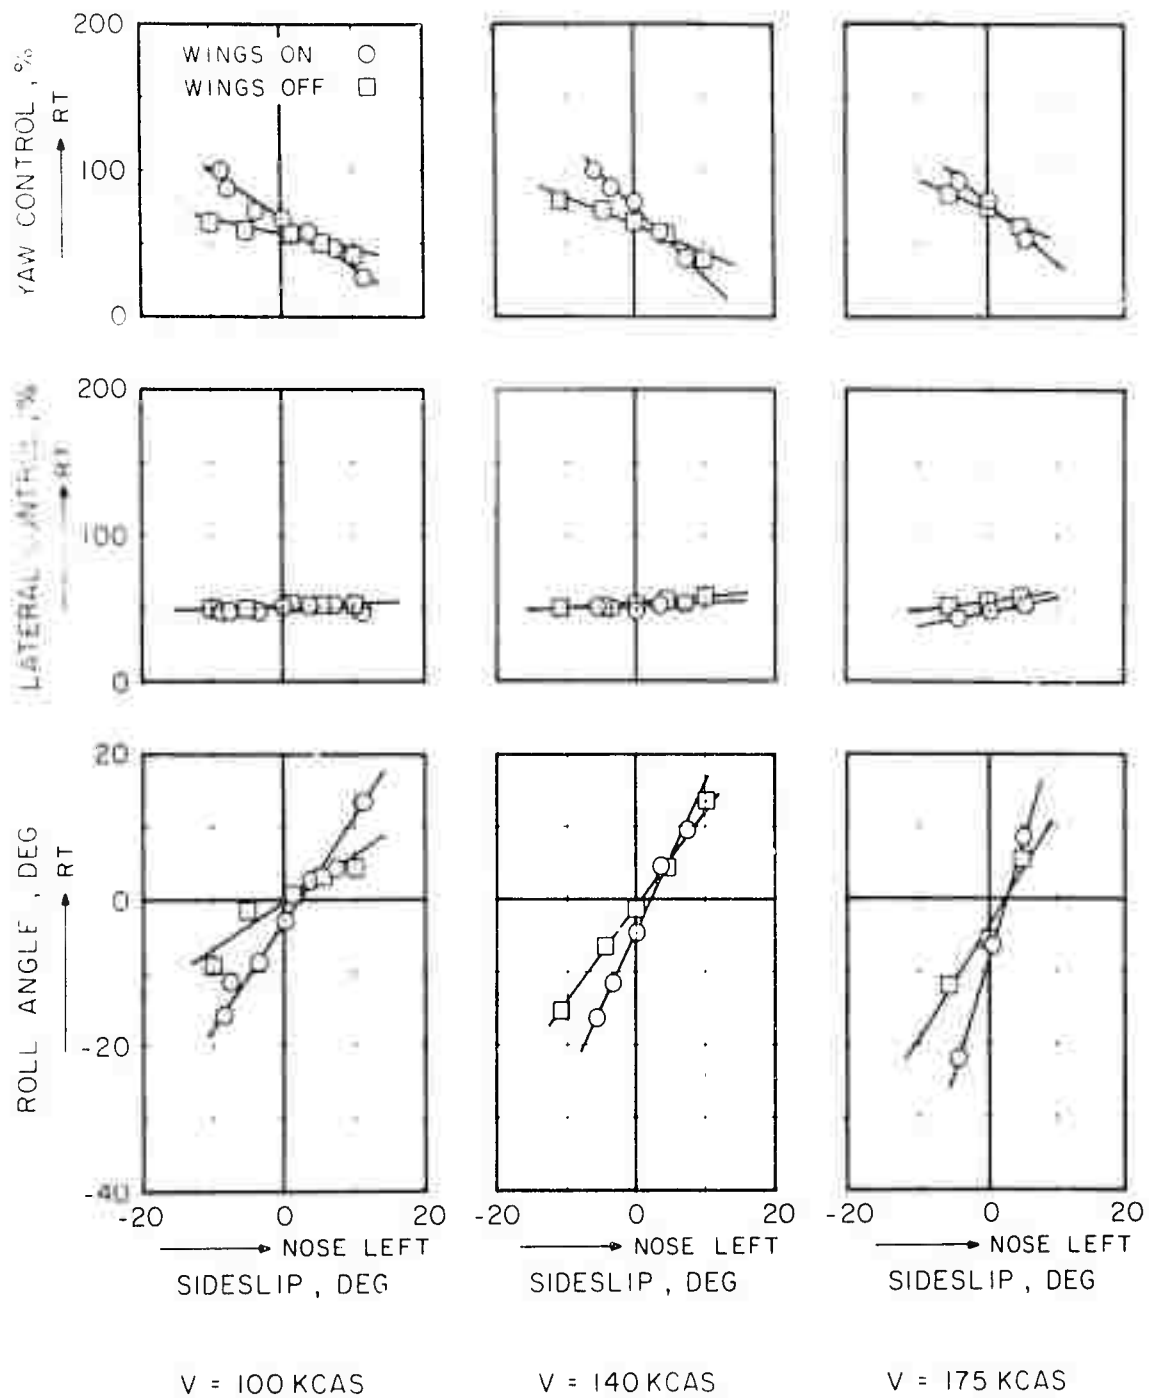 200
WINGS ON
WINGS OFF
YAW CONTROL, %
RT
100
0
200
LATERAL
RT
100
0
20
ROLL ANGLE, DEG
RT
0
-20
-40
-20 0 20
-20 0 20
-20 0 20
NOSE LEFT
NOSE LEFT
NOSE LEFT
SIDESLIP, DEG
SIDESLIP, DEG
SIDESLIP, DEG
V = 100 KCAS
V = 140 KCAS
V = 175 KCAS